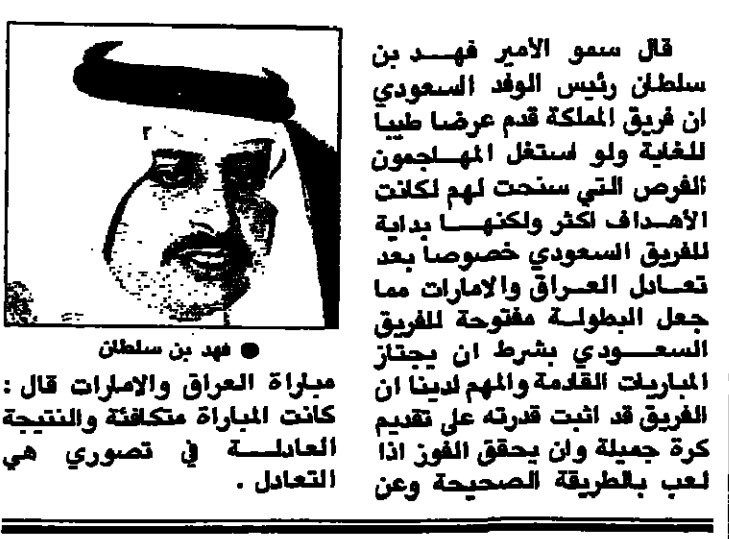 قال سمو الأمير فهد بن
سلطان رئيس الوفد السعودي
ان فريق المملكة قدم عرضا طيبا
للغاية ولو استغل المهاجمون
الفرص التي سنحت لهم لكانت
الأهداف اكثر ولكنها بداية
للفريق السعودي خصوصا بعد
تعادل العراق والامارات مما
جعل البطولة مفتوحة للفريق
السعودي بشرط ان يجتاز
المباريات القادمة والمهم لدينا ان
الفريق قد اثبت قدرته على تقديم
كرة جميلة وان يحقق الفوز اذا
لعب بالطريقة الصحيحة وعن
● فهد بن سلطان
مباراة العراق والامارات قال :
كانت المباراة متكافئة والنتيجة
العادلة في تصوري هي
التعادل .